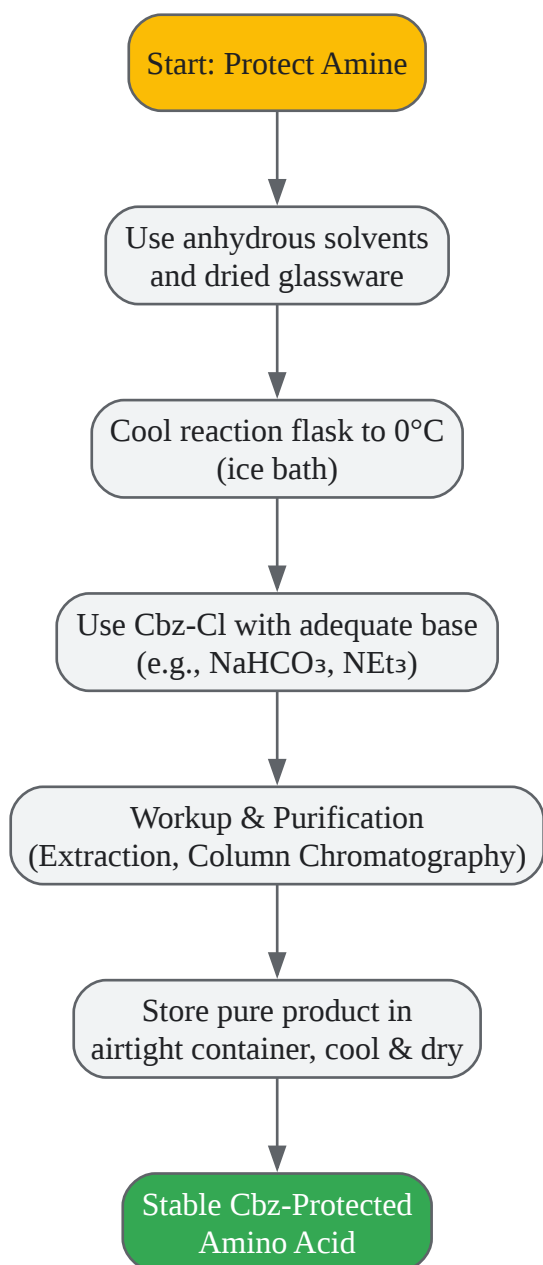 Start: Protect Amine
Use anhydrous solvents
and dried glassware
Cool reaction flask to 0°C
(ice bath)
Use Cbz-Cl with adequate base
(e.g., NaHCO₃, NEt₃)
Workup & Purification
(Extraction, Column Chromatography)
Store pure product in
airtight container, cool & dry
Stable Cbz-Protected
Amino Acid